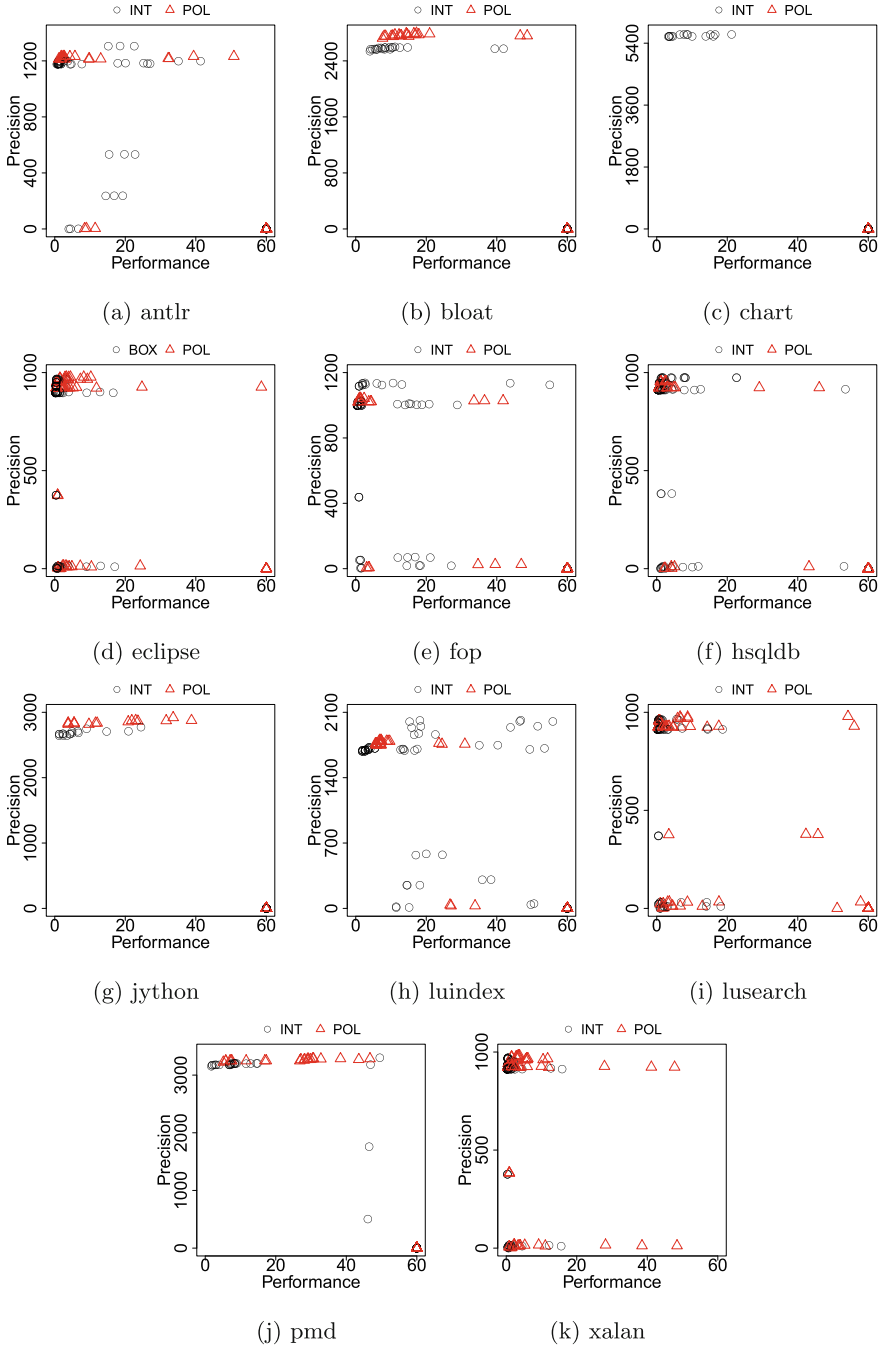 INT POL
Precision
0 400 800 1200
0 20 40 60
Performance
(a) antlr
INT POL
Precision
0 800 1600 2400
0 20 40 60
Performance
(b) bloat
INT POL
Precision
0 1800 3600 5400
0 20 40 60
Performance
(c) chart
BOX POL
Precision
0 500 1000
0 20 40 60
Performance
(d) eclipse
INT POL
Precision
0 400 800 1200
0 20 40 60
Performance
(e) fop
INT POL
Precision
0 500 1000
0 20 40 60
Performance
(f) hsqldb
INT POL
Precision
0 1000 2000 3000
0 20 40 60
Performance
(g) jython
INT POL
Precision
0 700 1400 2100
0 20 40 60
Performance
(h) luindex
INT POL
Precision
0 500 1000
0 20 40 60
Performance
(i) lusearch
INT POL
Precision
0 1000 2000 3000
0 20 40 60
Performance
(j) pmd
INT POL
Precision
0 500 1000
0 20 40 60
Performance
(k) xalan